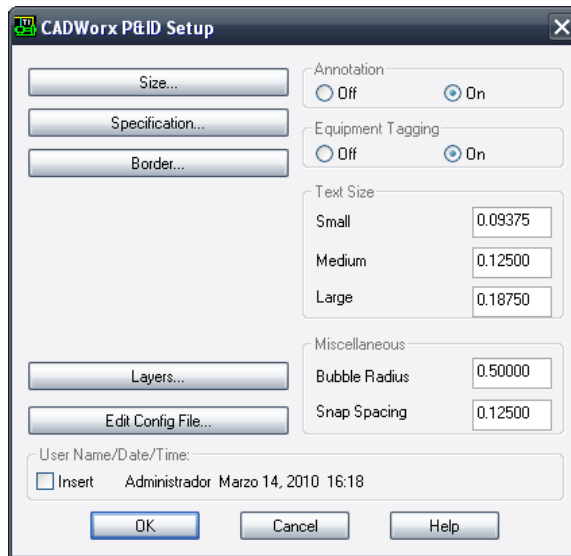 CADWorx P&ID Setup
Size...
Specification...
Border...
Layers...
Edit Config File...
Annotation
Off On
Equipment Tagging
Off On
Text Size
Small 0.09375
Medium 0.12500
Large 0.18750
Miscellaneous
Bubble Radius 0.50000
Snap Spacing 0.12500
User Name/Date/Time:
Insert Administrador Marzo 14, 2010 16:18
OK Cancel Help